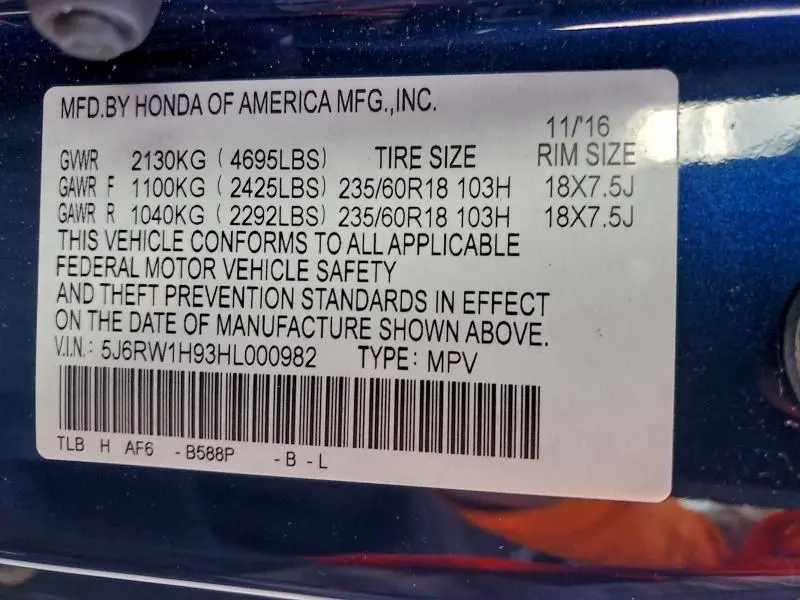 MFD.BY HONDA OF AMERICA MFG.,INC.
11/'16
GVWR 2130KG ( 4695LBS) TIRE SIZE RIM SIZE
GAWR F 1100KG ( 2425LBS) 235/60R18 103H 18X7.5J
GAWR R 1040KG ( 2292LBS) 235/60R18 103H 18X7.5J
THIS VEHICLE CONFORMS TO ALL APPLICABLE
FEDERAL MOTOR VEHICLE SAFETY
AND THEFT PREVENTION STANDARDS IN EFFECT
ON THE DATE OF MANUFACTURE SHOWN ABOVE.
V.I.N.: 5J6RW1H93HL000982 TYPE: MPV
TLB H AF6 -B588P -B -L